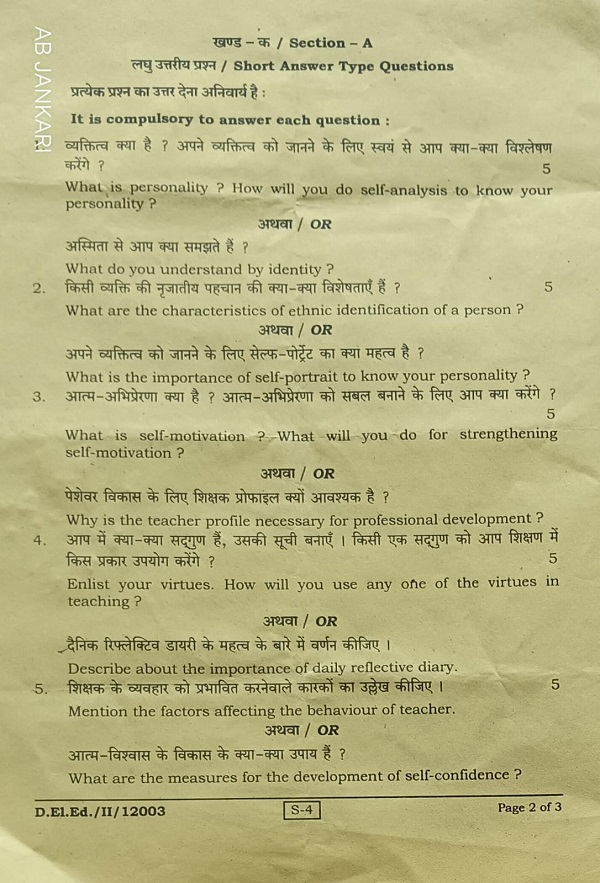 AB JANKARI
खण्ड – क / Section – A
लघु उत्तरीय प्रश्न / Short Answer Type Questions
प्रत्येक प्रश्न का उत्तर देना अनिवार्य है :
It is compulsory to answer each question :
1. व्यक्तित्व क्या है ? अपने व्यक्तित्व को जानने के लिए स्वयं से आप क्या-क्या विश्लेषण
करेंगे ? 5
What is personality ? How will you do self-analysis to know your
personality ?
अथवा / OR
अस्मिता से आप क्या समझते हैं ?
What do you understand by identity ?
2. किसी व्यक्ति की नृजातीय पहचान की क्या-क्या विशेषताएँ हैं ? 5
What are the characteristics of ethnic identification of a person ?
अथवा / OR
अपने व्यक्तित्व को जानने के लिए सेल्फ-पोर्ट्रेट का क्या महत्व है ?
What is the importance of self-portrait to know your personality ?
3. आत्म-अभिप्रेरणा क्या है ? आत्म-अभिप्रेरणा को सबल बनाने के लिए आप क्या करेंगे ?
5
What is self-motivation ? What will you do for strengthening
self-motivation ?
अथवा / OR
पेशेवर विकास के लिए शिक्षक प्रोफाइल क्यों आवश्यक है ?
Why is the teacher profile necessary for professional development ?
4. आप में क्या-क्या सद्‌गुण हैं, उसकी सूची बनाएँ । किसी एक सद्‌गुण को आप शिक्षण में
किस प्रकार उपयोग करेंगे ? 5
Enlist your virtues. How will you use any one of the virtues in
teaching ?
अथवा / OR
दैनिक रिफ्लेक्टिव डायरी के महत्व के बारे में वर्णन कीजिए ।
Describe about the importance of daily reflective diary.
5. शिक्षक के व्यवहार को प्रभावित करनेवाले कारकों का उल्लेख कीजिए । 5
Mention the factors affecting the behaviour of teacher.
अथवा / OR
आत्म-विश्वास के विकास के क्या-क्या उपाय हैं ?
What are the measures for the development of self-confidence ?
D.El.Ed./II/12003 S-4 Page 2 of 3